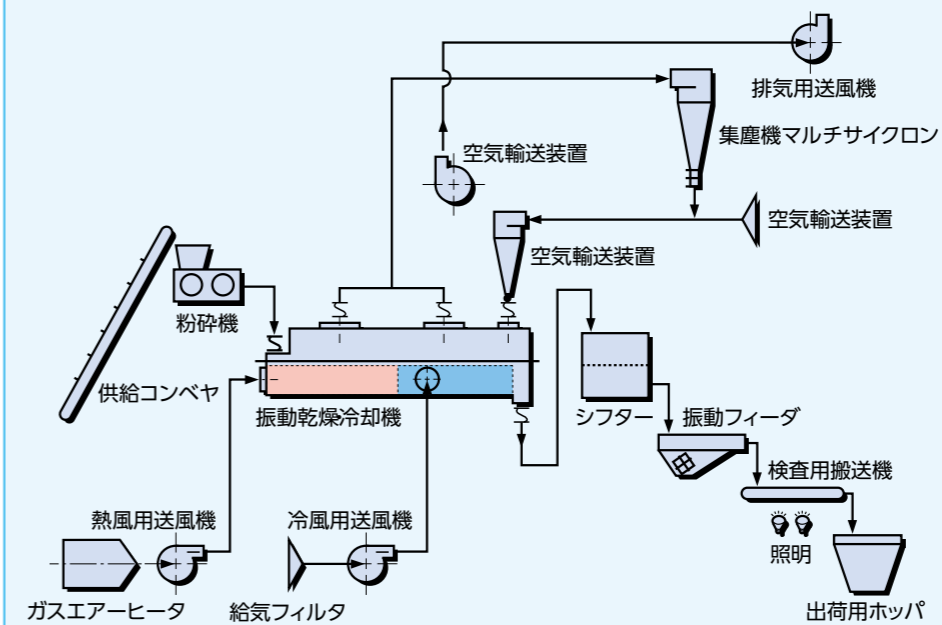 排気用送風機
集塵機マルチサイクロン
空気輸送装置
空気輸送装置
空気輸送装置
粉砕機
供給コンベヤ
振動乾燥冷却機
シフター
振動フィーダ
検査用搬送機
照明
熱風用送風機
冷風用送風機
ガスエアーヒータ
給気フィルタ
出荷用ホッパ